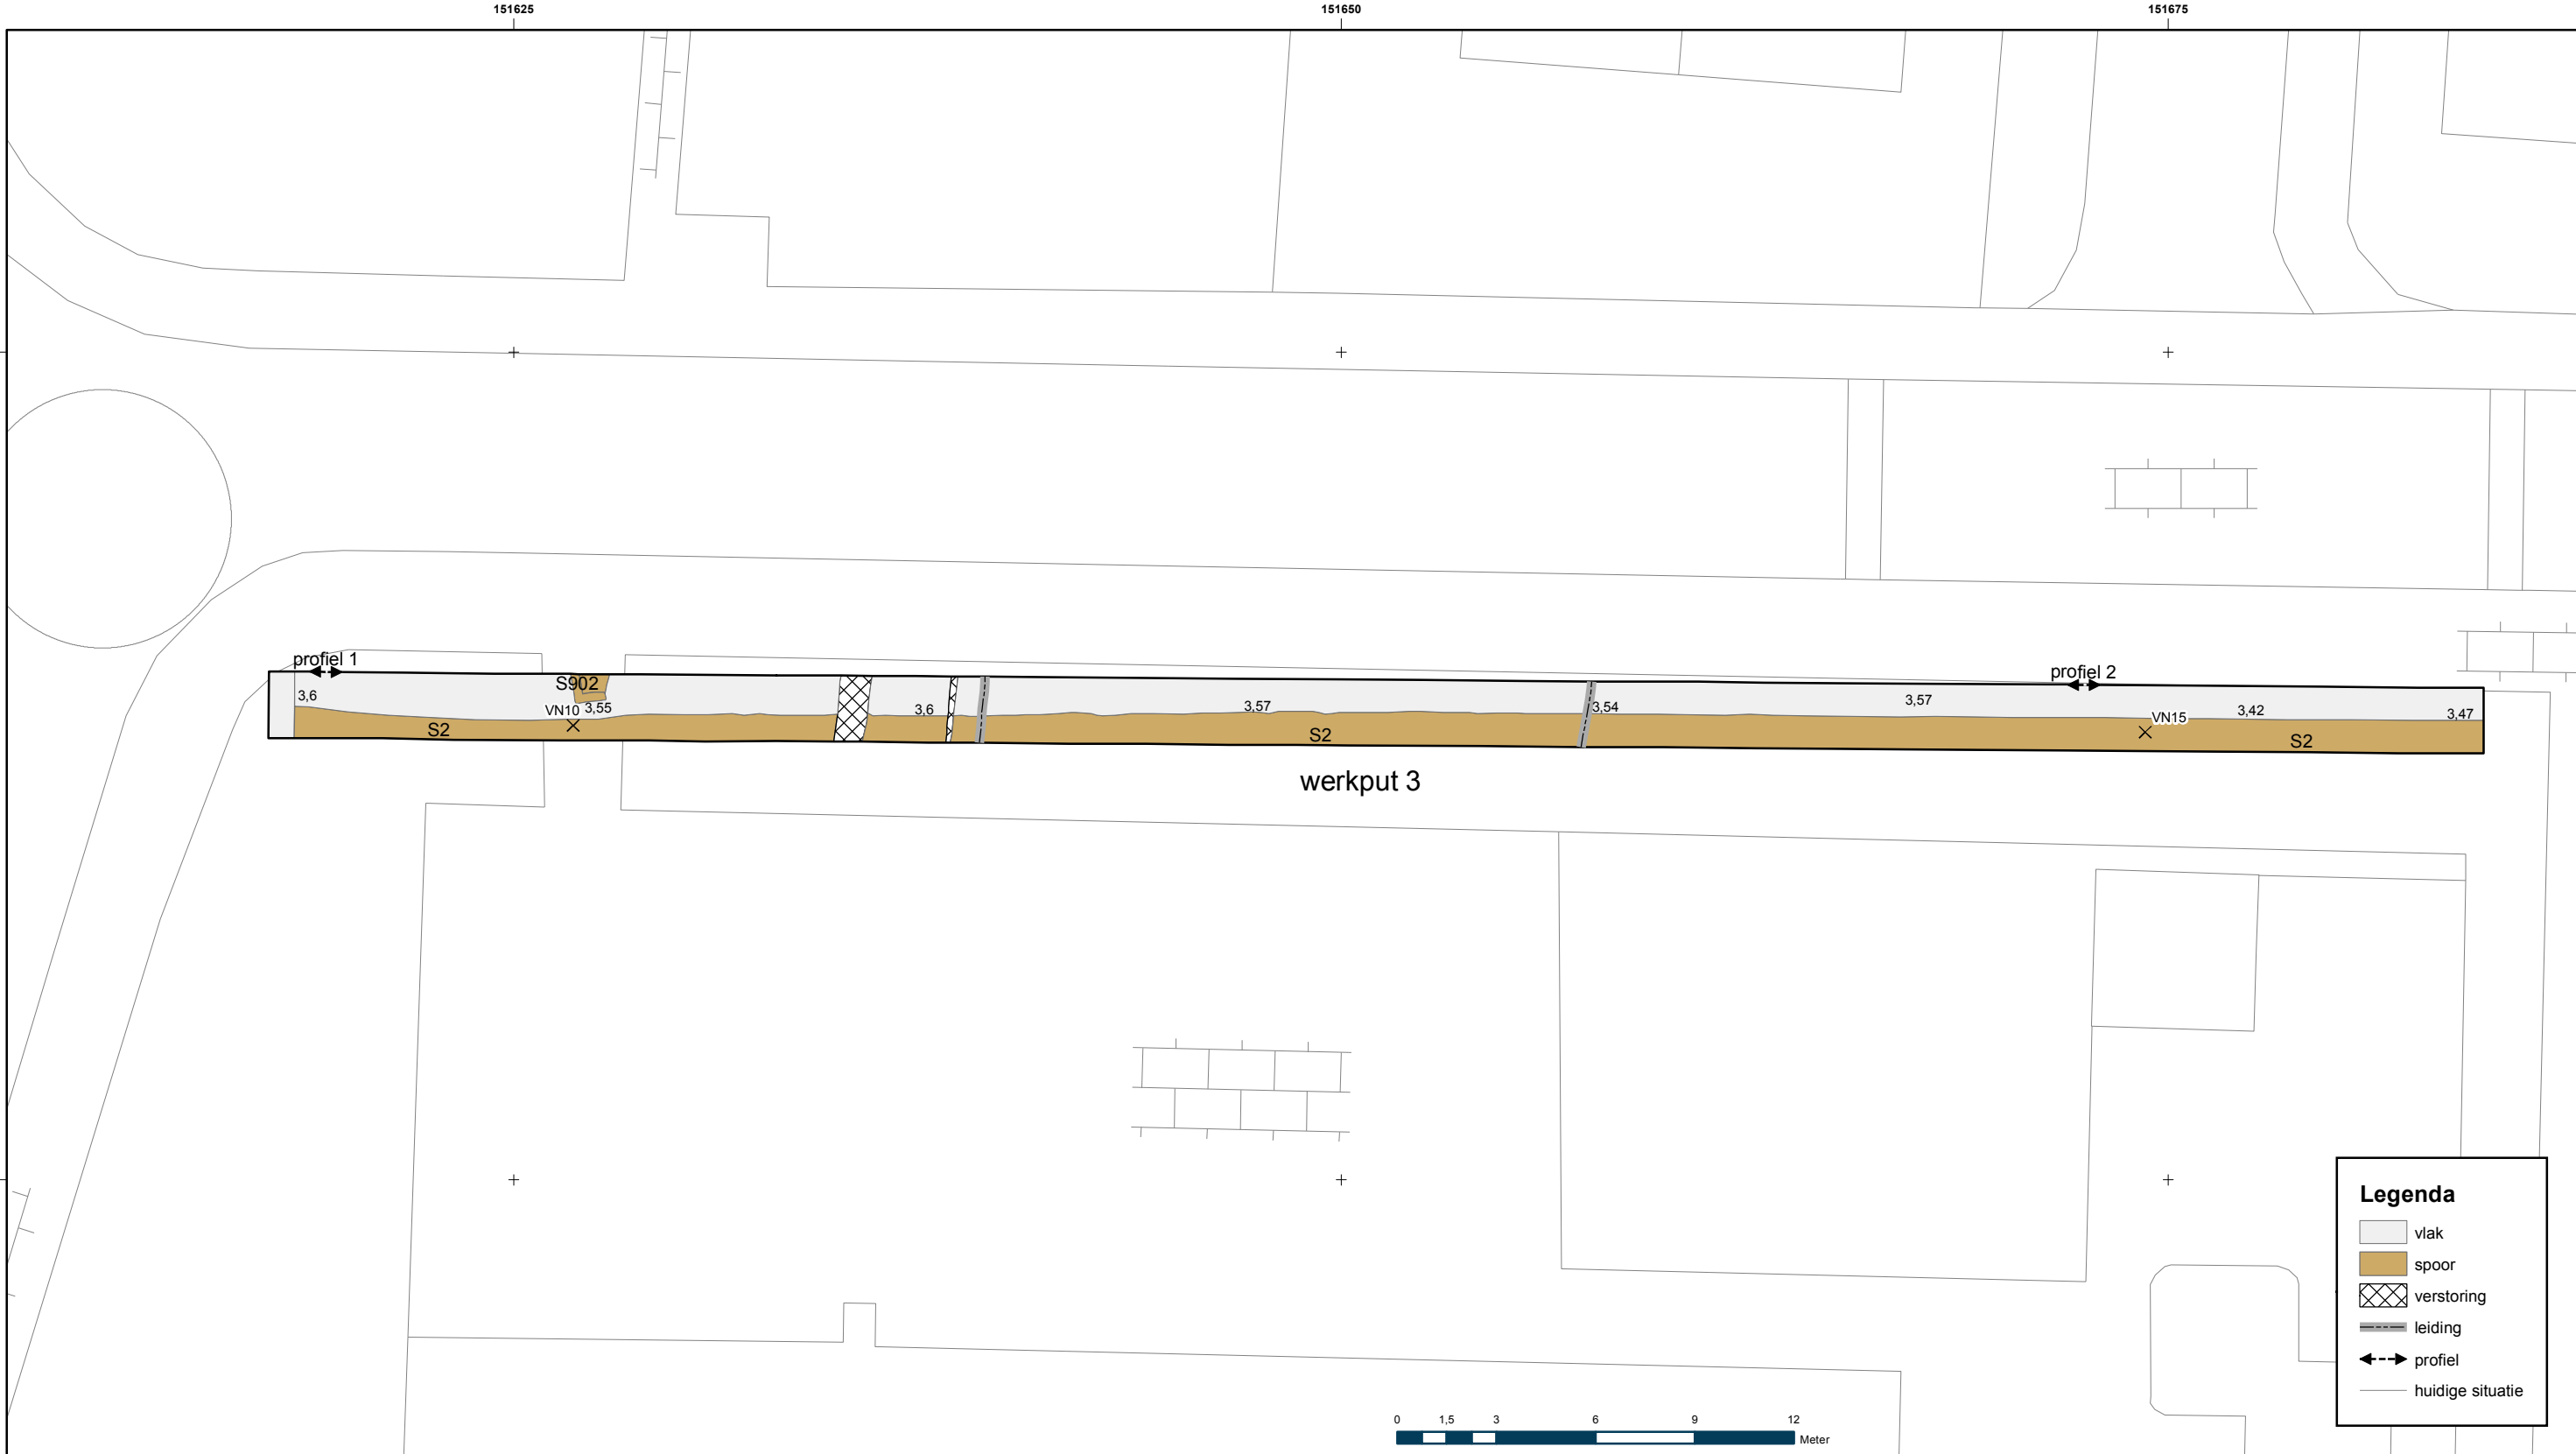 151625 151650 151675
profiel 1
profiel 2
S902
3,6
3,55
VN10
3,6
3,57
3,54
3,57
3,42
3,47
VN15
S2
S2
S2
werkput 3
Legenda
vlak
spoor
verstoring
leiding
profiel
huidige situatie
0 1,5 3 6 9 12
Meter